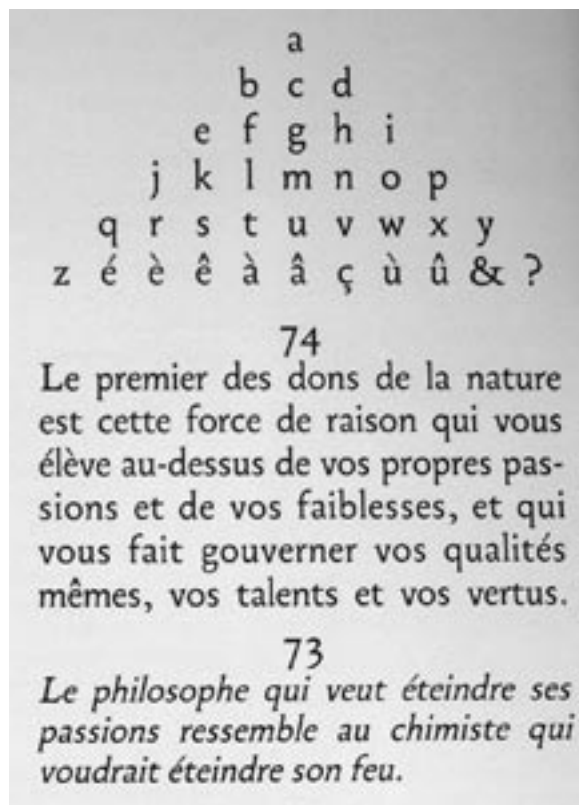 a
b c d
e f g h i
j k l m n o p
q r s t u v w x y
z é è ê à â ç ù û & ?
74
Le premier des dons de la nature
est cette force de raison qui vous
élève au-dessus de vos propres pas-
sions et de vos faiblesses, et qui
vous fait gouverner vos qualités
mêmes, vos talents et vos vertus.
73
Le philosophe qui veut éteindre ses
passions ressemble au chimiste qui
voudrait éteindre son feu.